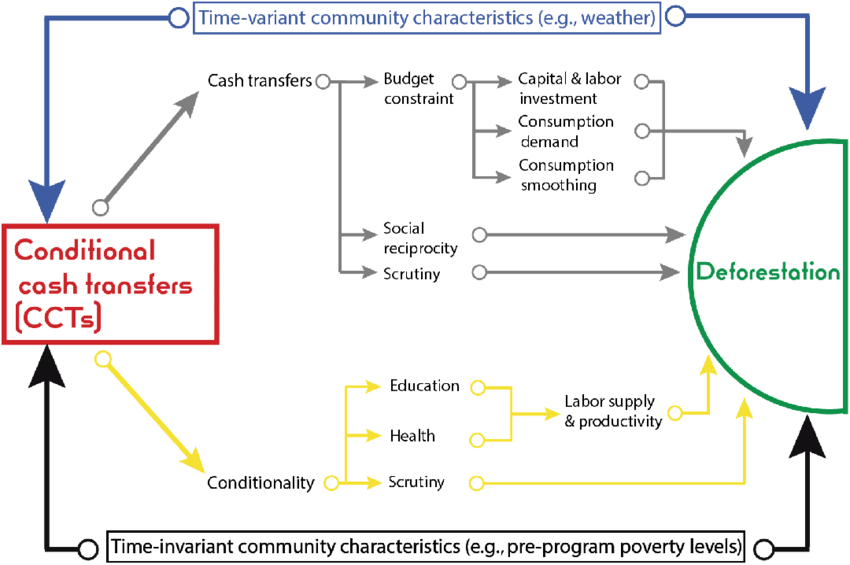 Time-variant community characteristics (e.g., weather)
Cash transfers
Budget
constraint
Capital & labor
investment
Consumption
demand
Consumption
smoothing
Social
reciprocity
Scrutiny
Conditional
cash transfers
(CCTs)
Deforestation
Education
Health
Labor supply
& productivity
Conditionality
Scrutiny
Time-invariant community characteristics (e.g., pre-program poverty levels)